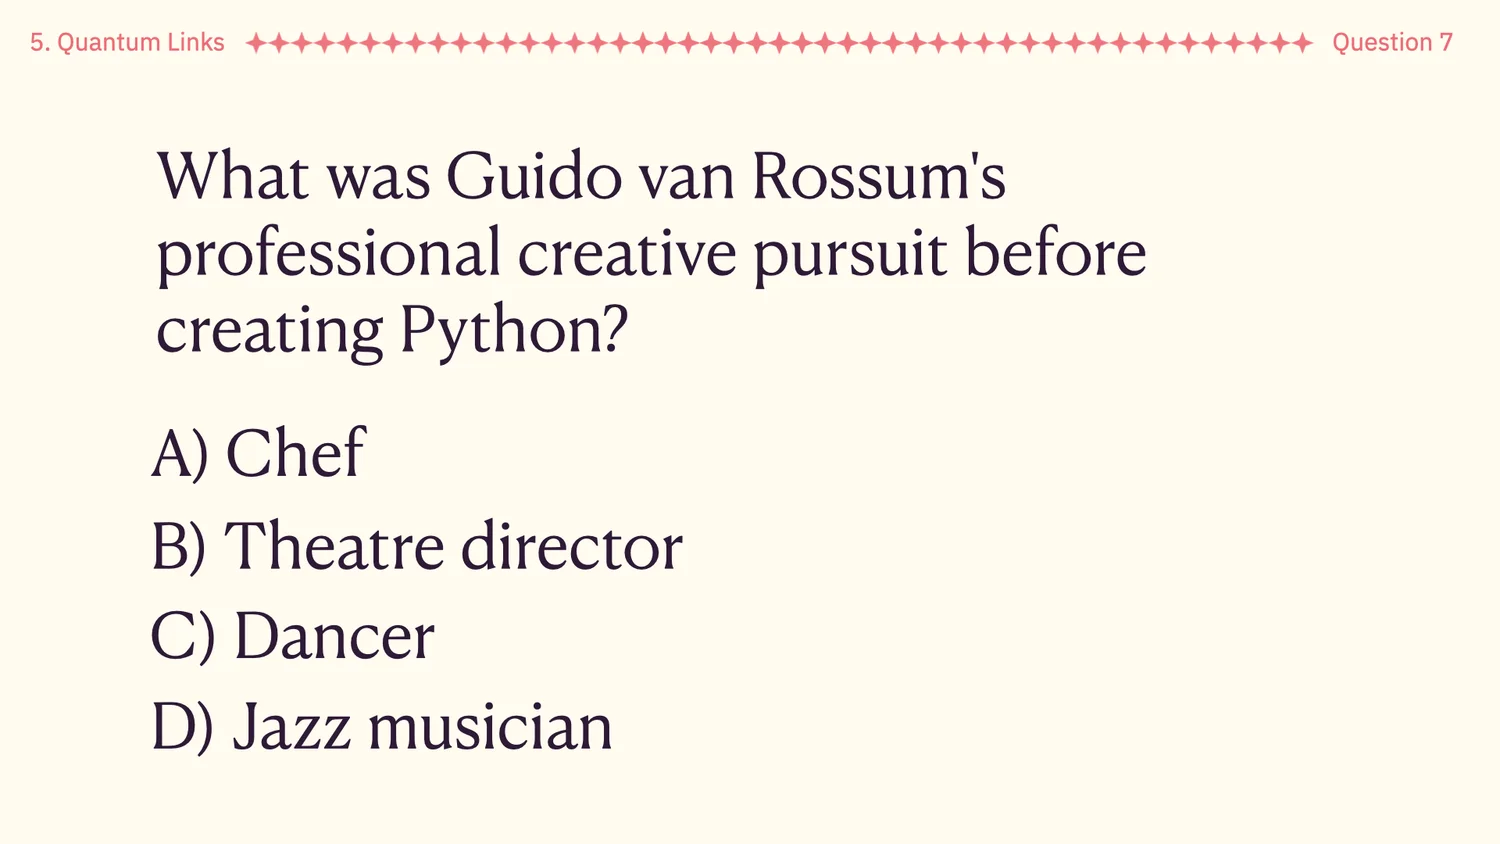 5. Quantum Links
Question 7
What was Guido van Rossum's
professional creative pursuit before
creating Python?
A) Chef
B) Theatre director
C) Dancer
D) Jazz musician